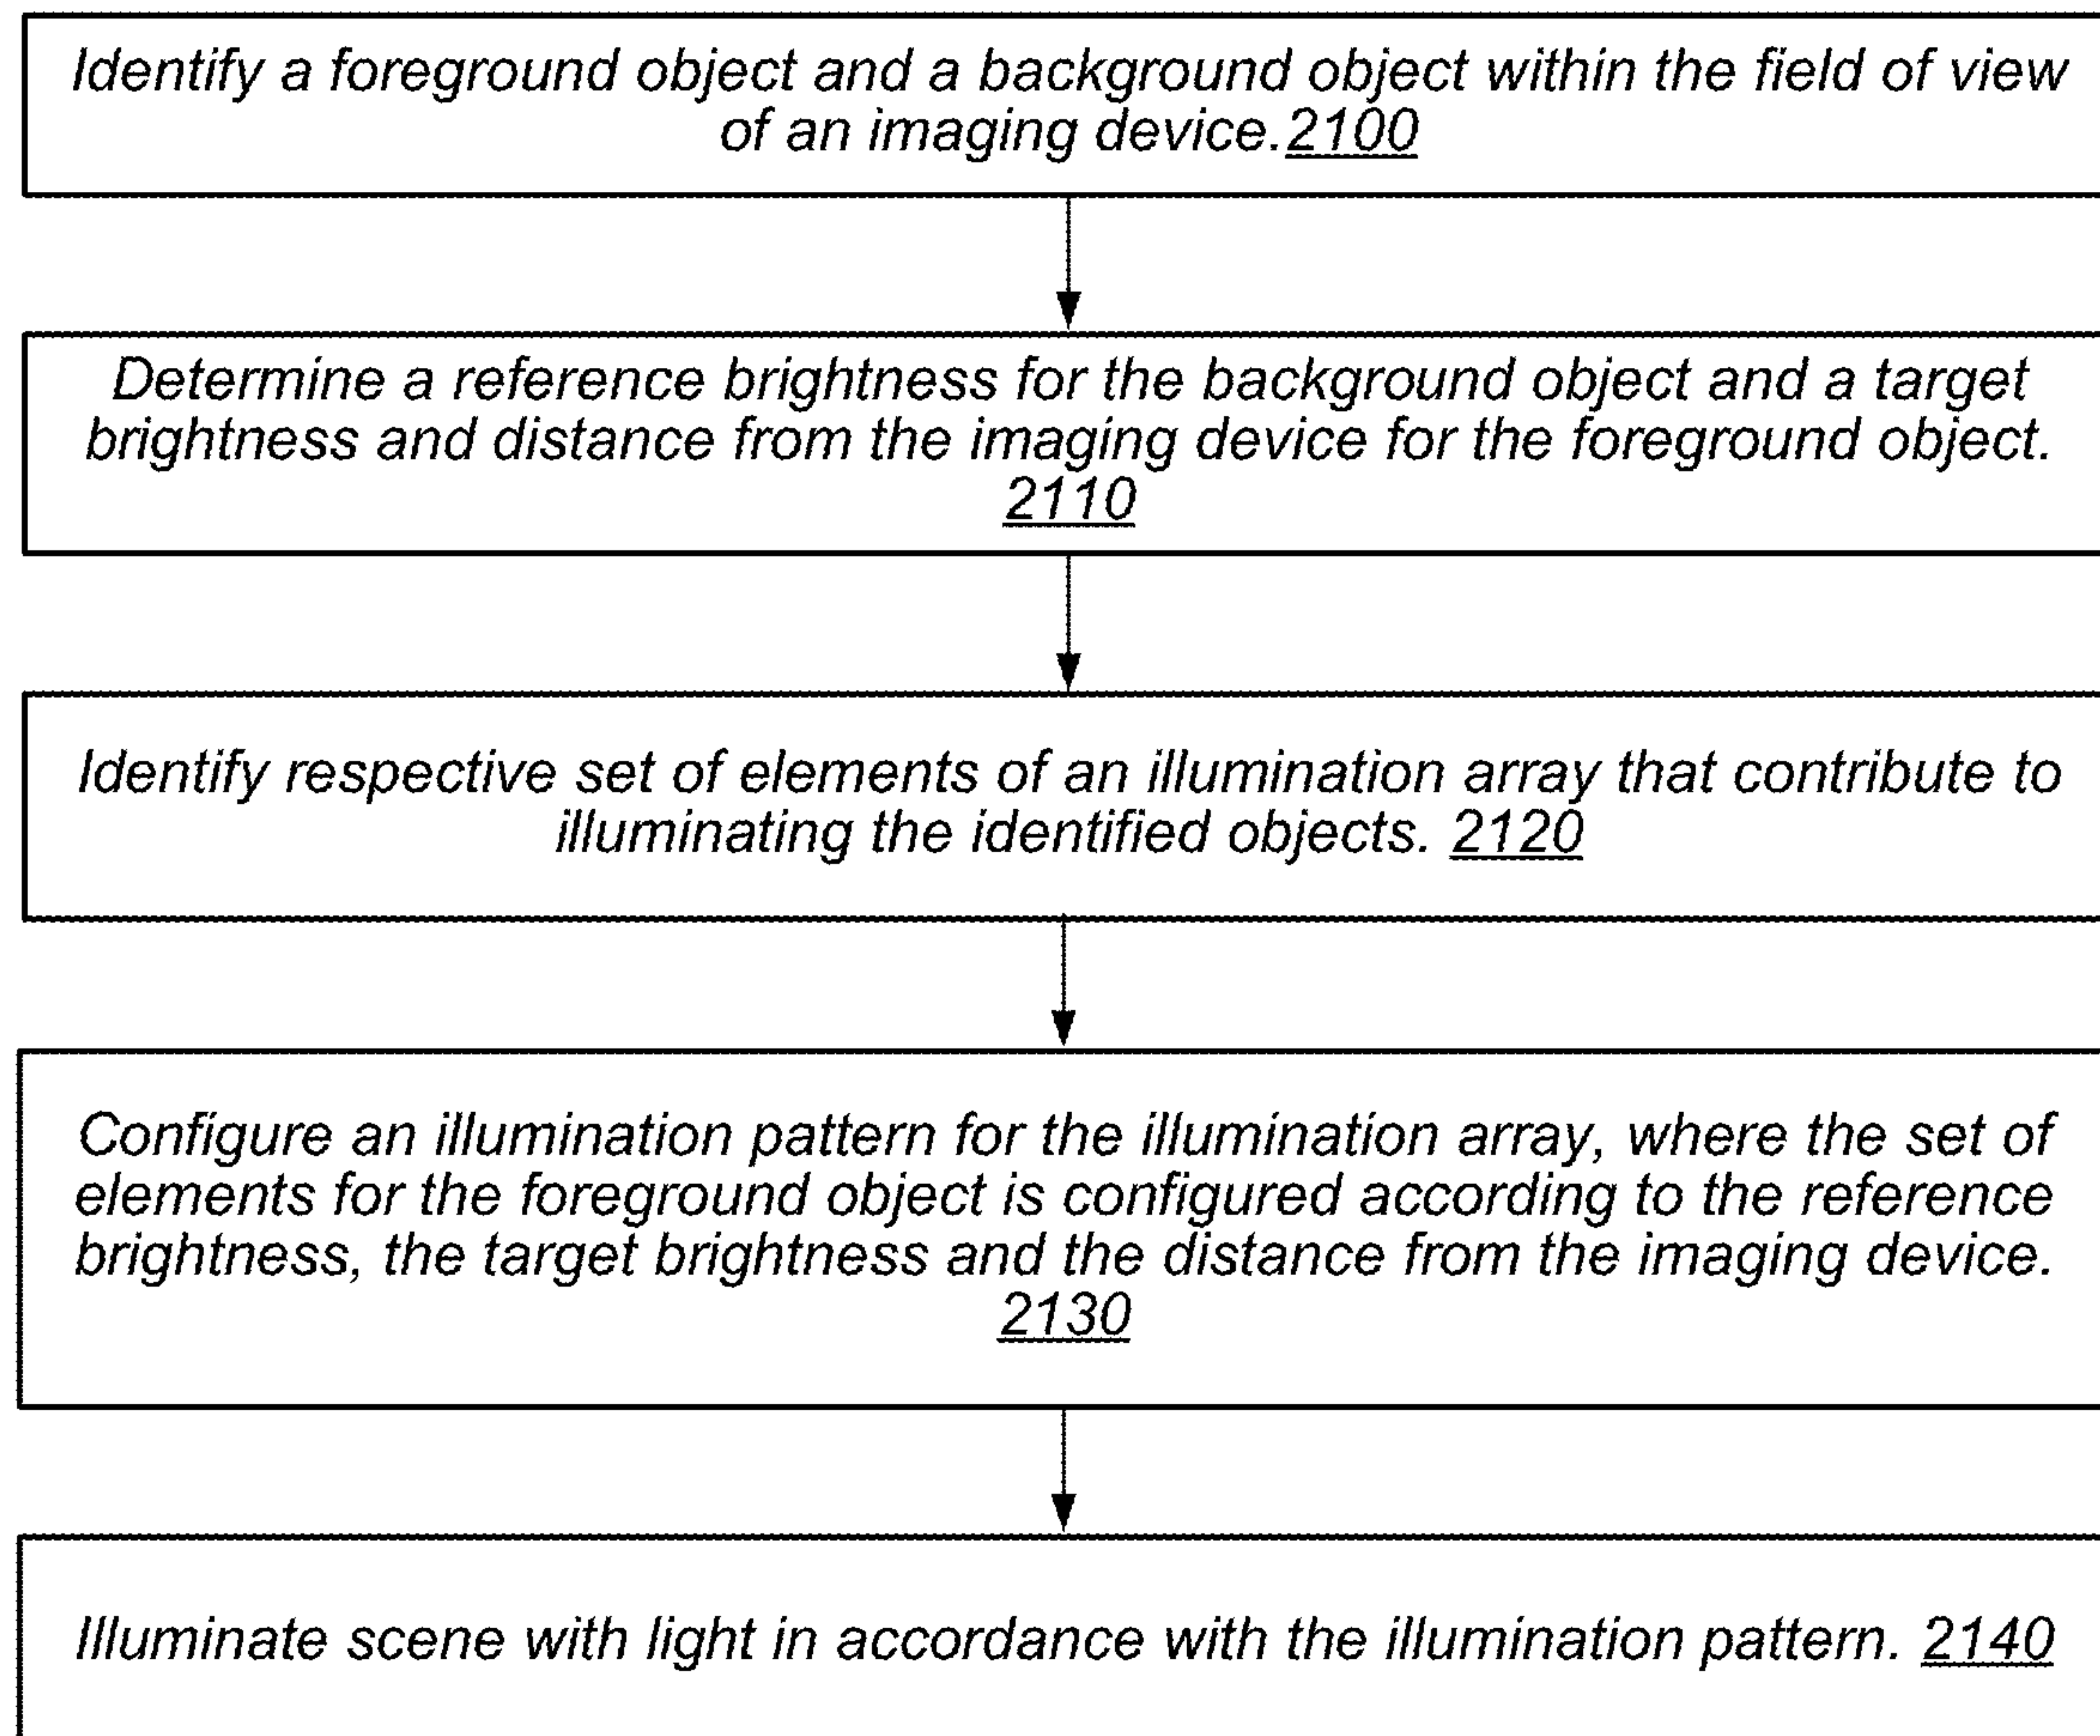 Identify a foreground object and a background object within the field of view
of an imaging device.2100
Determine a reference brightness for the background object and a target
brightness and distance from the imaging device for the foreground object.
2110
Identify respective set of elements of an illumination array that contribute to
illuminating the identified objects. 2120
Configure an illumination pattern for the illumination array, where the set of
elements for the foreground object is configured according to the reference
brightness, the target brightness and the distance from the imaging device.
2130
Illuminate scene with light in accordance with the illumination pattern. 2140